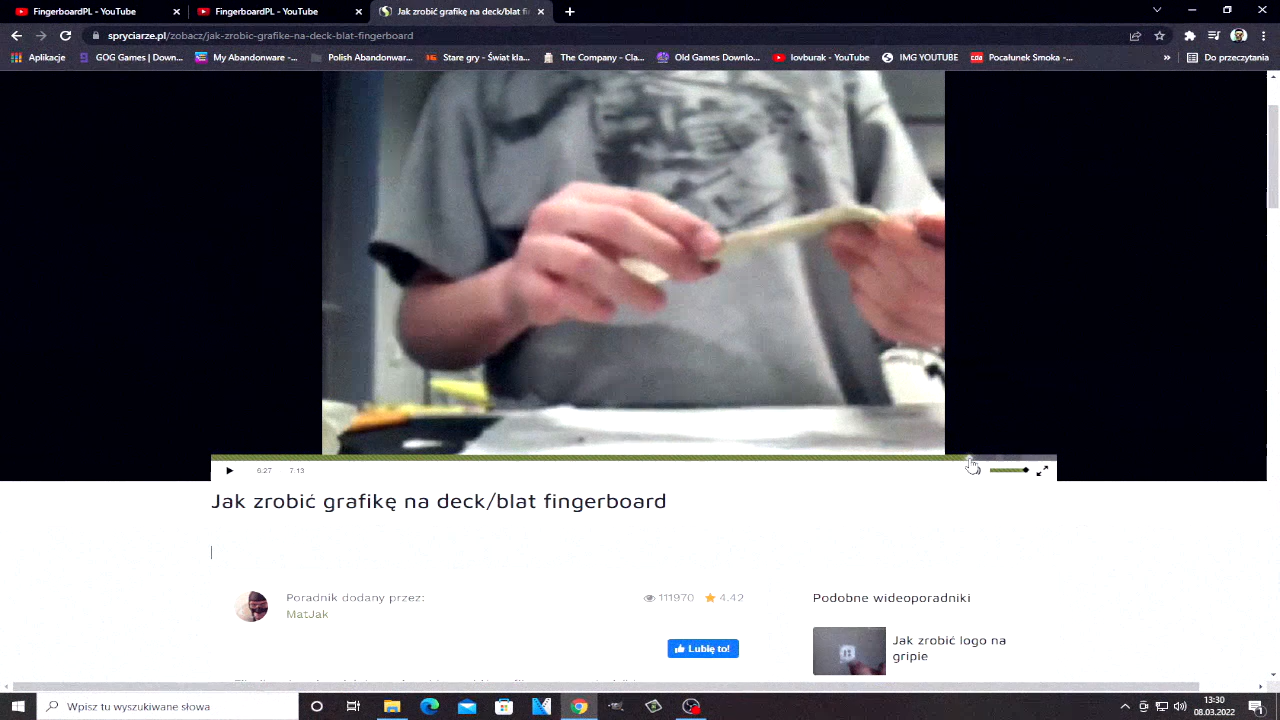 FingerboardPL - YouTube
FingerboardPL - YouTube
Jak zrobić grafikę na deck/blat fi
spryciarze.pl/zobacz/jak-zrobic-grafike-na-deck-blat-fingerboard
Aplikacje
GOG Games | Down...
My Abandonware -...
Polish Abandonwar...
Stare gry - Świat kla...
The Company - Cla...
Old Games Downlo...
lovburak - YouTube
IMG YOUTUBE
cda
Pocałunek Smoka -...
»
Do przeczytania
6:27
7:13
Jak zrobić grafikę na deck/blat fingerboard
Poradnik dodany przez:
MatJak
111970
4.42
Lubię to!
Podobne wideoporadniki
Jak zrobić logo na
gripie
Wpisz tu wyszukiwane słowa
13:30
08.03.2022